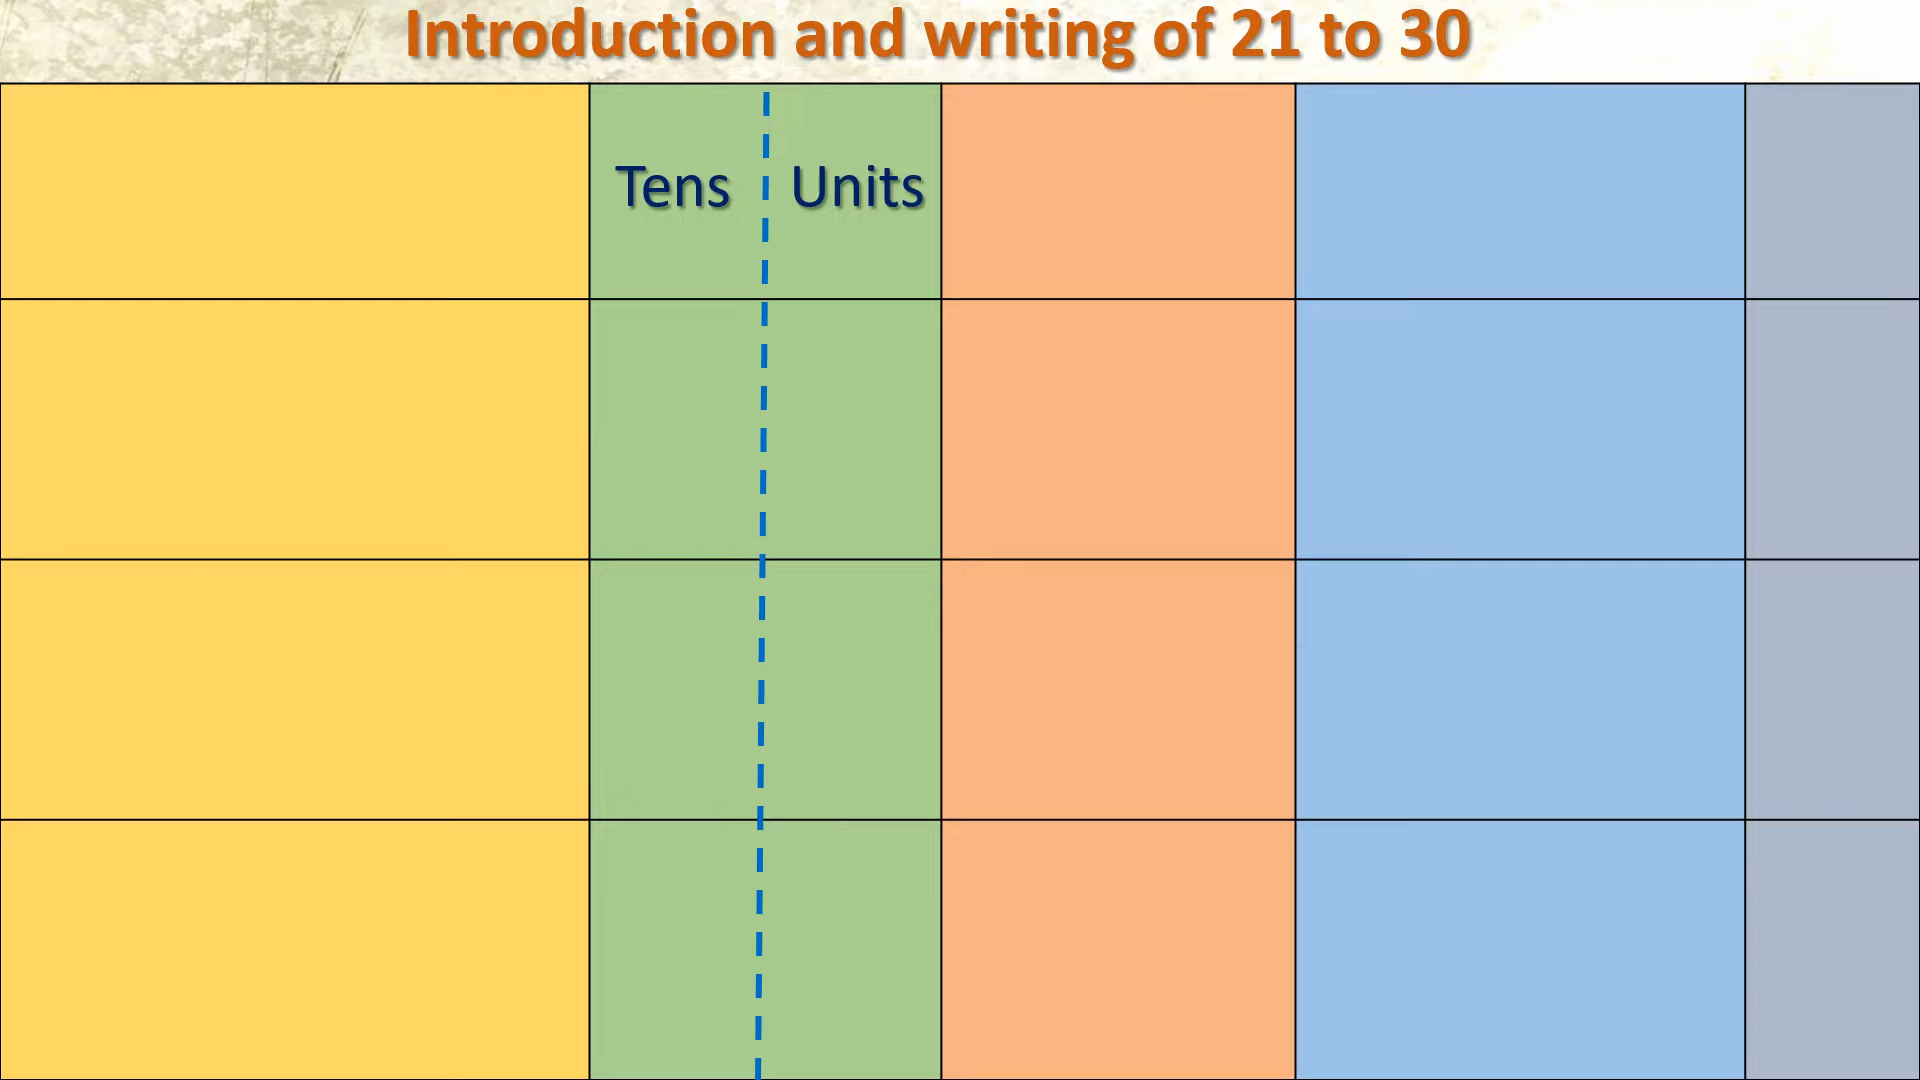 Introduction and writing of 21 to 30
Tens Units